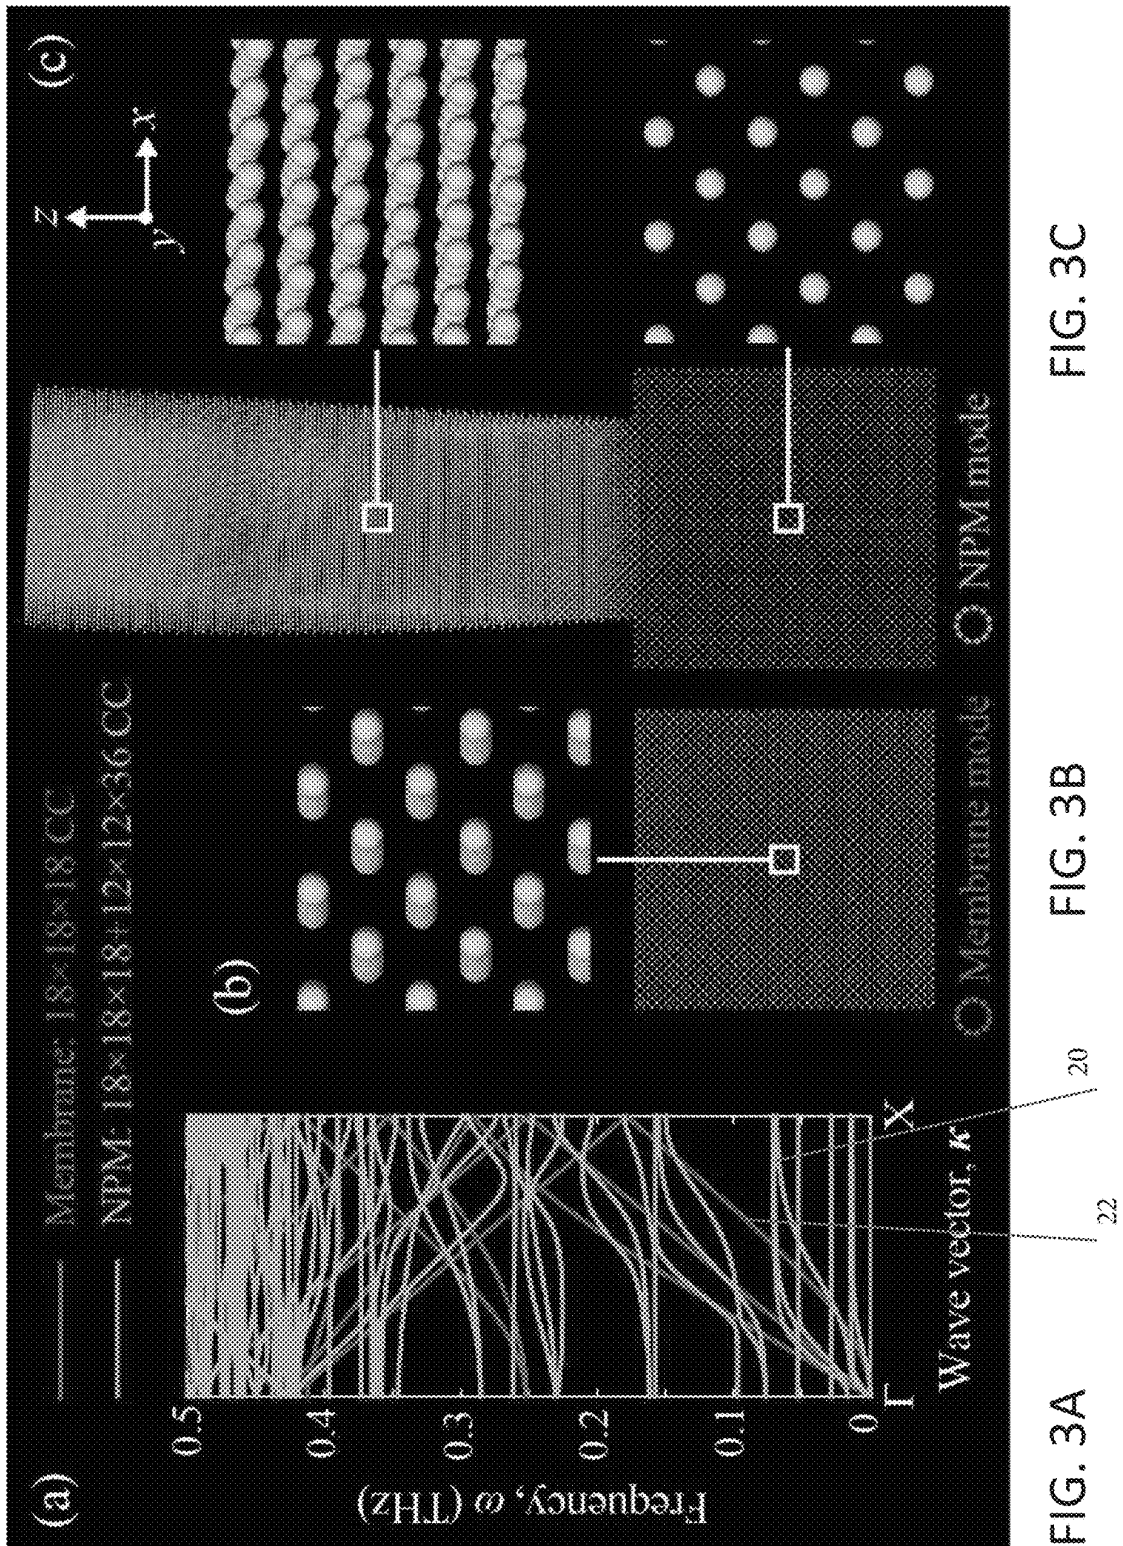 (a)
Membrane: 18×18×18 CC
NPM: 18×18×18+12×12×36 CC
Frequency, ω (THz)
0.5
0.4
0.3
0.2
0.1
0
Γ
X
Wave vector, κ
22
20
(b)
Membrane mode
(c)
z
x
y
NPM mode
FIG. 3A
FIG. 3B
FIG. 3C